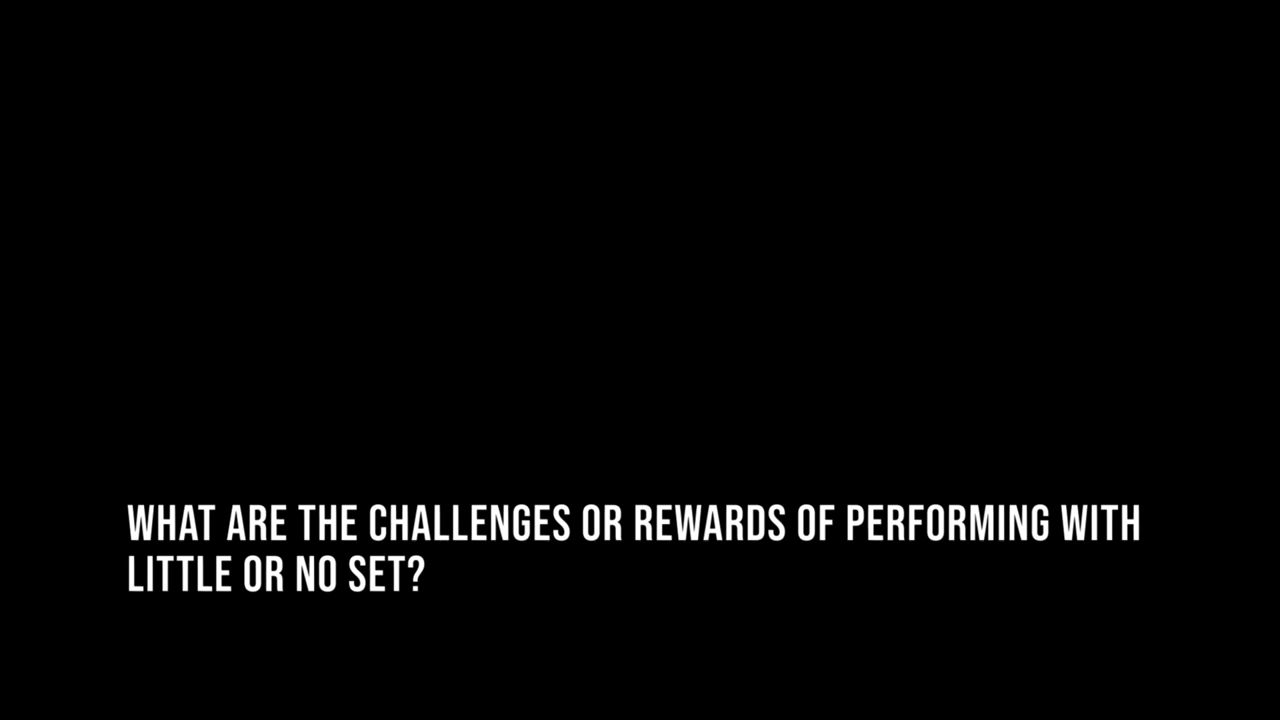 WHAT ARE THE CHALLENGES OR REWARDS OF PERFORMING WITH
LITTLE OR NO SET?